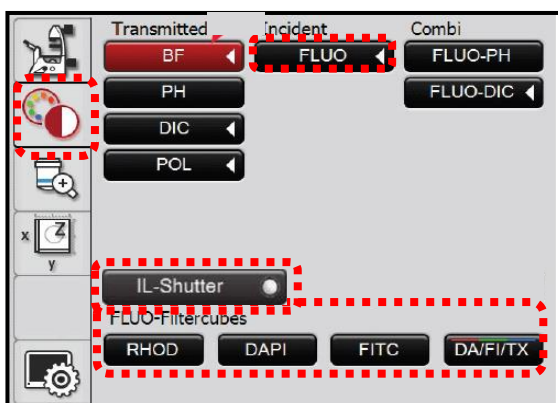 Transmitted Incident Combi
BF FLUO FLUO-PH
PH FLUO-DIC
DIC
POL
x Z
y
IL-Shutter
FLUO-Filtercubes
RHOD DAPI FITC DA/FI/TX